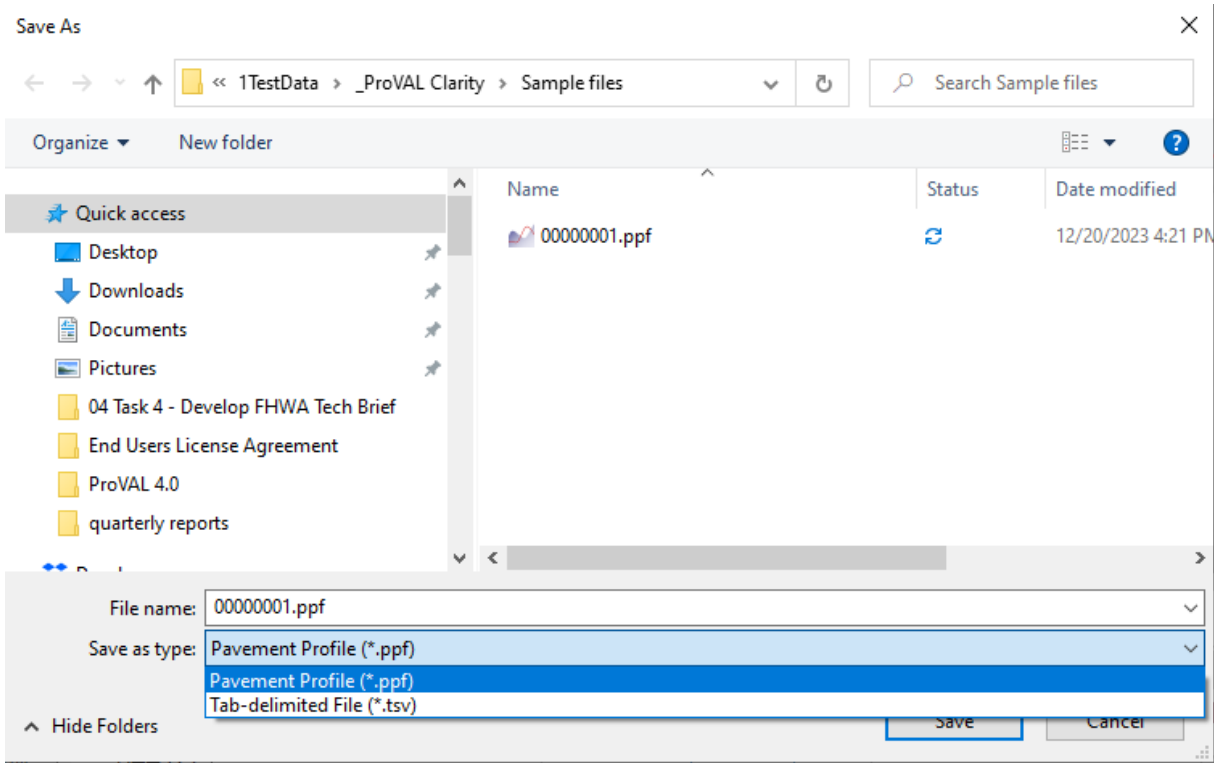 Save As
« 1TestData › _ProVAL Clarity › Sample files
Search Sample files
Organize
New folder
Name
Status
Date modified
Quick access
Desktop
Downloads
Documents
Pictures
04 Task 4 - Develop FHWA Tech Brief
End Users License Agreement
ProVAL 4.0
quarterly reports
00000001.ppf
12/20/2023 4:21 PM
File name: 00000001.ppf
Save as type: Pavement Profile (*.ppf)
Pavement Profile (*.ppf)
Tab-delimited File (*.tsv)
Hide Folders
Save
Cancel